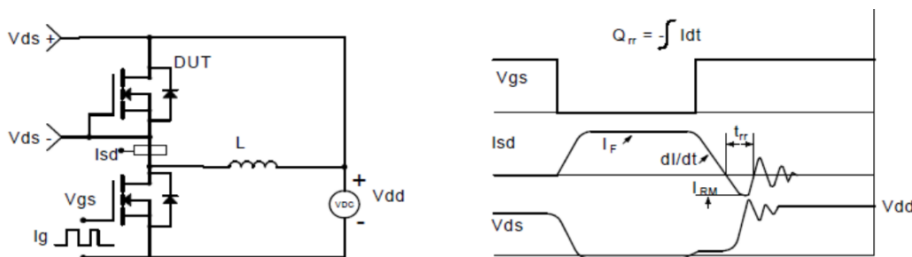 Vds +
DUT
Vds -
Isd
L
Vgs
Ig
VDC
+
-
Vdd
Qrr = -∫ Idt
Vgs
Isd
IF
dI/dt
trr
IRM
Vds
Vdd